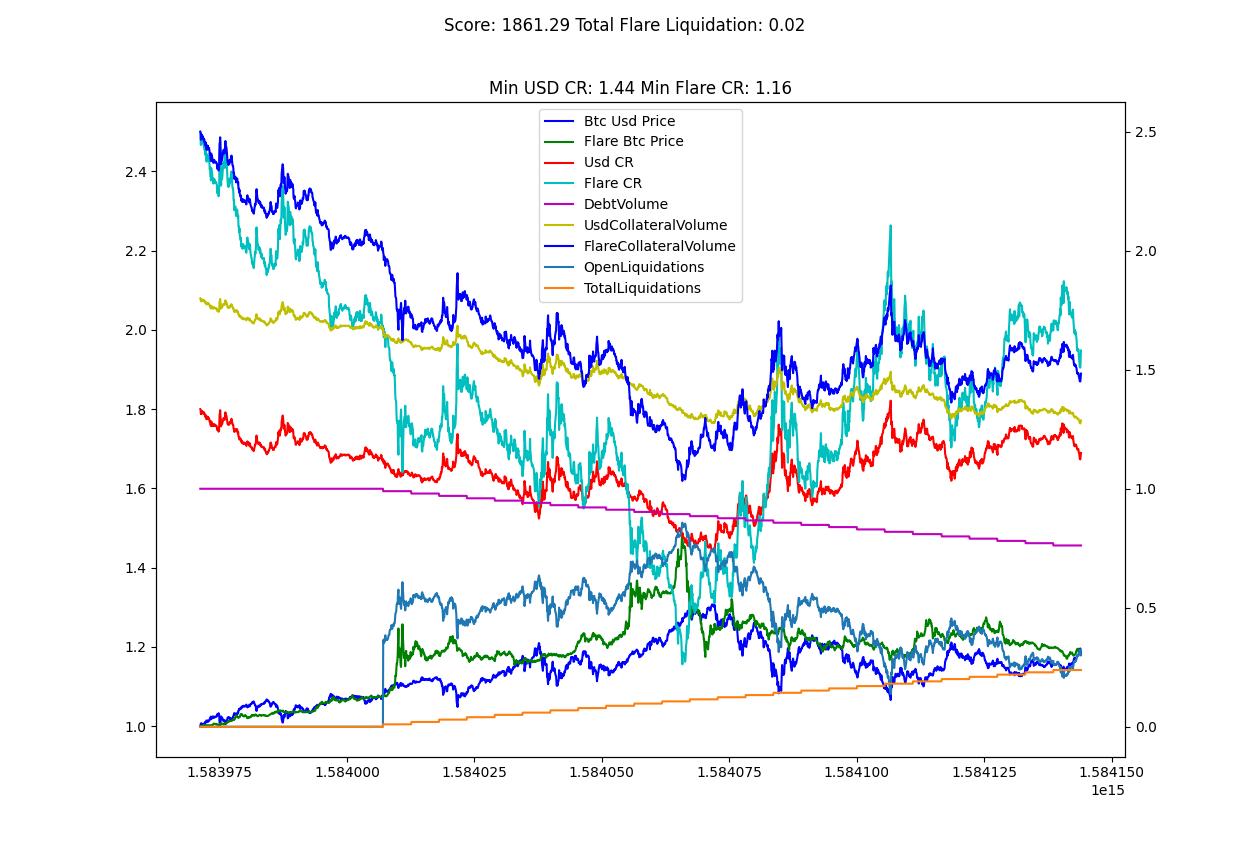 Score: 1861.29 Total Flare Liquidation: 0.02
Min USD CR: 1.44 Min Flare CR: 1.16
Btc Usd Price
Flare Btc Price
Usd CR
Flare CR
DebtVolume
UsdCollateralVolume
FlareCollateralVolume
OpenLiquidations
TotalLiquidations
2.4
2.2
2.0
1.8
1.6
1.4
1.2
1.0
2.5
2.0
1.5
1.0
0.5
0.0
1.583975 1.584000 1.584025 1.584050 1.584075 1.584100 1.584125 1.584150
1e15